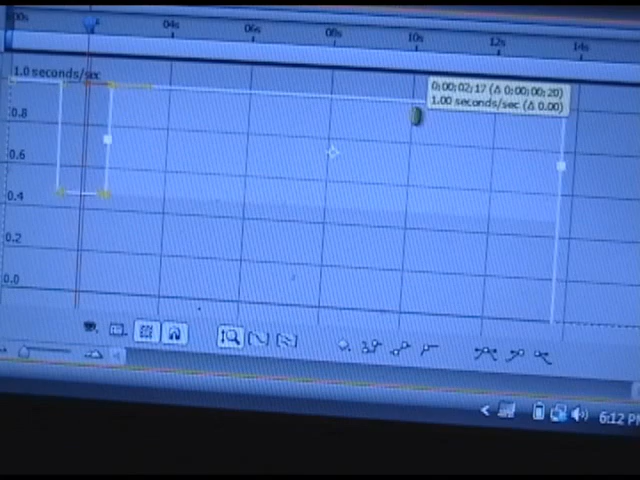 00s 04s 06s 08s 10s 12s 14s
1.0 seconds/sec
0;00;02;17 (Δ 0;00;00;20)
1.00 seconds/sec (Δ 0.00)
0.8
0.6
0.4
0.2
0.0
6:12 PM